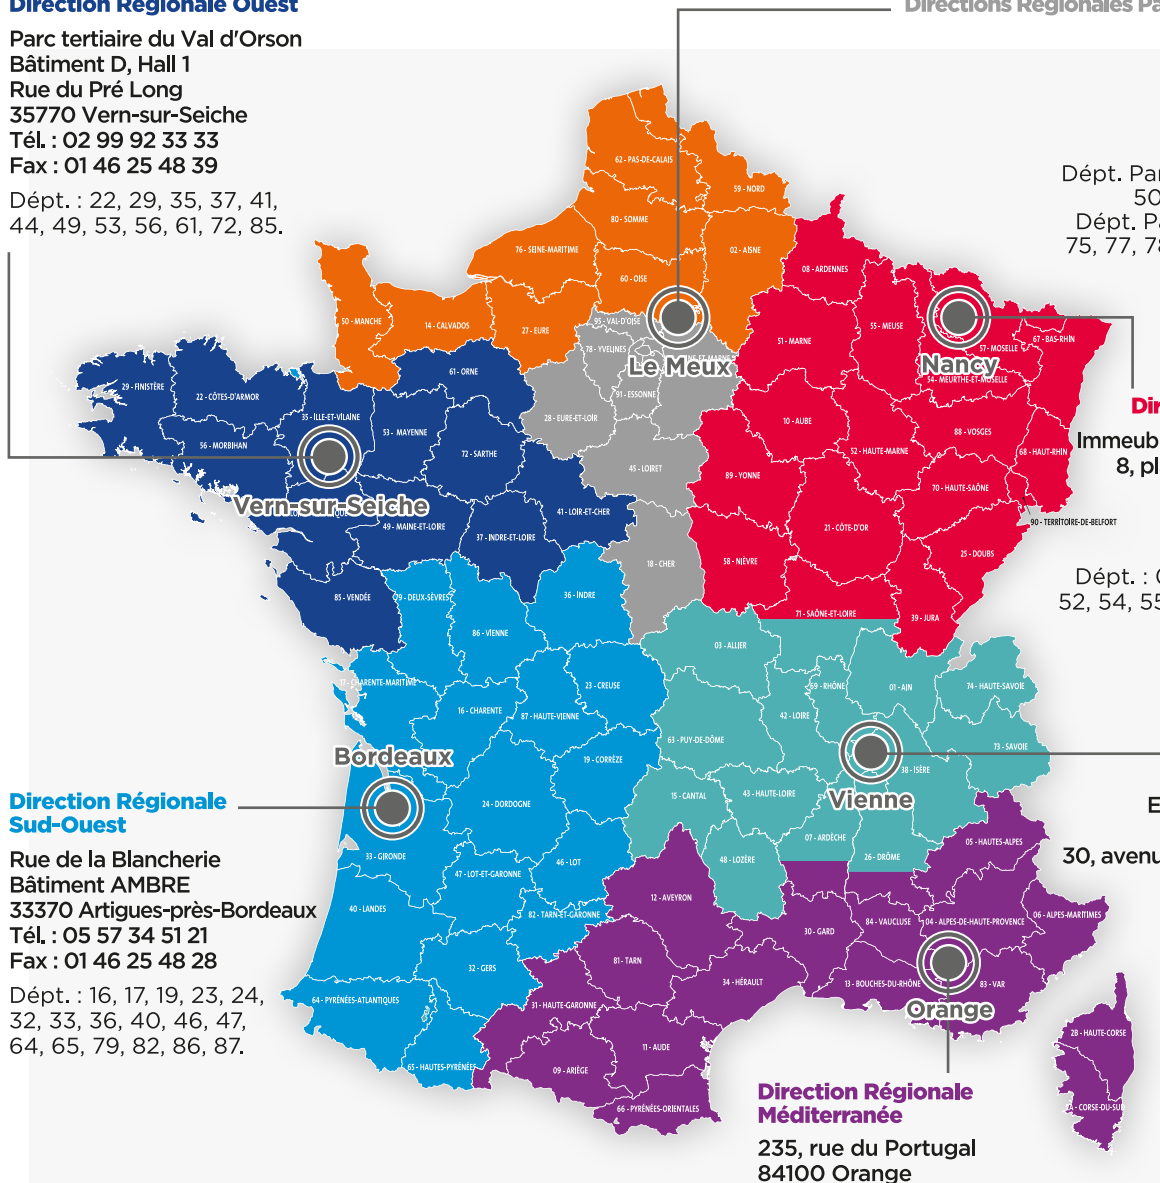 Direction Régionale Ouest
Parc tertiaire du Val d'Orson
Bâtiment D, Hall 1
Rue du Pré Long
35770 Vern-sur-Seiche
Tél. : 02 99 92 33 33
Fax : 01 46 25 48 39
Dépt. : 22, 29, 35, 37, 41,
44, 49, 53, 56, 61, 72, 85.
Directions Régionales
Dépt.
50
Dépt.
75, 77,
62 - PAS-DE-CALAIS
59 - NORD
80 - SOMME
76 - SEINE-MARITIME
02 - AISNE
60 - OISE
08 - ARDENNES
50 - MANCHE
14 - CALVADOS
27 - EURE
95 - VAL-D'OISE
78 - YVELINES
91 - ESSONNE
28 - EURE-ET-LOIR
45 - LOIRET
18 - CHER
Le Meux
51 - MARNE
55 - MEUSE
57 - MOSELLE
67 - BAS-RHIN
Nancy
54 - MEURTHE-ET-MOSELLE
10 - AUBE
88 - VOSGES
52 - HAUTE-MARNE
68 - HAUT-RHIN
89 - YONNE
70 - HAUTE-SAÔNE
90 - TERRITOIRE-DE-BELFORT
21 - CÔTE-D'OR
25 - DOUBS
58 - NIÈVRE
71 - SAÔNE-ET-LOIRE
39 - JURA
8,
Dépt. :
52, 54, 55
29 - FINISTÈRE
22 - CÔTES-D'ARMOR
61 - ORNE
35 - ILLE-ET-VILAINE
53 - MAYENNE
56 - MORBIHAN
72 - SARTHE
Vern-sur-Seiche
49 - MAINE-ET-LOIRE
41 - LOIR-ET-CHER
37 - INDRE-ET-LOIRE
85 - VENDÉE
79 - DEUX-SÈVRES
36 - INDRE
86 - VIENNE
17 - CHARENTE-MARITIME
23 - CREUSE
16 - CHARENTE
87 - HAUTE-VIENNE
19 - CORRÈZE
Bordeaux
24 - DORDOGNE
33 - GIRONDE
46 - LOT
47 - LOT-ET-GARONNE
40 - LANDES
82 - TARN-ET-GARONNE
32 - GERS
64 - PYRÉNÉES-ATLANTIQUES
65 - HAUTES-PYRÉNÉES
03 - ALLIER
69 - RHÔNE
01 - AIN
74 - HAUTE-SAVOIE
42 - LOIRE
63 - PUY-DE-DÔME
73 - SAVOIE
38 - ISÈRE
Vienne
15 - CANTAL
43 - HAUTE-LOIRE
07 - ARDÈCHE
48 - LOZÈRE
26 - DRÔME
30,
05 - HAUTES-ALPES
12 - AVEYRON
30 - GARD
84 - VAUCLUSE
04 - ALPES-DE-HAUTE-PROVENCE
06 - ALPES-MARITIMES
81 - TARN
34 - HÉRAULT
13 - BOUCHES-DU-RHÔNE
83 - VAR
Orange
31 - HAUTE-GARONNE
11 - AUDE
09 - ARIÈGE
66 - PYRÉNÉES-ORIENTALES
2B - HAUTE-CORSE
2A - CORSE-DU-SUD
Direction Régionale
Sud-Ouest
Rue de la Blancherie
Bâtiment AMBRE
33370 Artigues-près-Bordeaux
Tél. : 05 57 34 51 21
Fax : 01 46 25 48 28
Dépt. : 16, 17, 19, 23, 24,
32, 33, 36, 40, 46, 47,
64, 65, 79, 82, 86, 87.
Direction Régionale
Méditerranée
235, rue du Portugal
84100 Orange